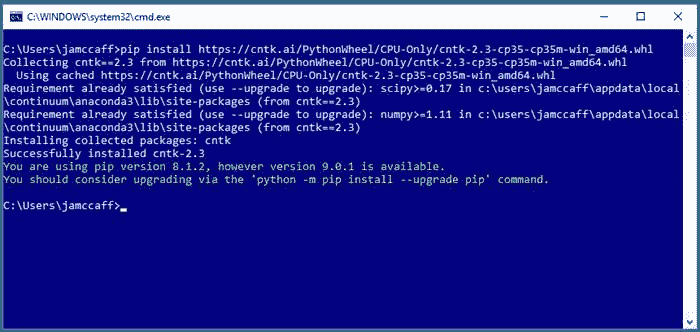 C:\WINDOWS\system32\cmd.exe
C:\Users\jamccaff>pip install https://cntk.ai/PythonWheel/CPU-Only/cntk-2.3-cp35-cp35m-win_amd64.whl
Collecting cntk==2.3 from https://cntk.ai/PythonWheel/CPU-Only/cntk-2.3-cp35-cp35m-win_amd64.whl
  Using cached https://cntk.ai/PythonWheel/CPU-Only/cntk-2.3-cp35-cp35m-win_amd64.whl
Requirement already satisfied (use --upgrade to upgrade): scipy>=0.17 in c:\users\jamccaff\appdata\local
\continuum\anaconda3\lib\site-packages (from cntk==2.3)
Requirement already satisfied (use --upgrade to upgrade): numpy>=1.11 in c:\users\jamccaff\appdata\local
\continuum\anaconda3\lib\site-packages (from cntk==2.3)
Installing collected packages: cntk
Successfully installed cntk-2.3
You are using pip version 8.1.2, however version 9.0.1 is available.
You should consider upgrading via the 'python -m pip install --upgrade pip' command.
C:\Users\jamccaff>_